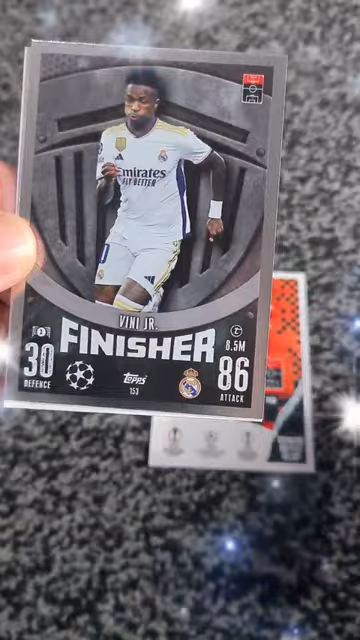 Emirates
FLY BETTER
VINI JR.
FINISHER
30
DEFENCE
8.5M
86
ATTACK
Topps
153